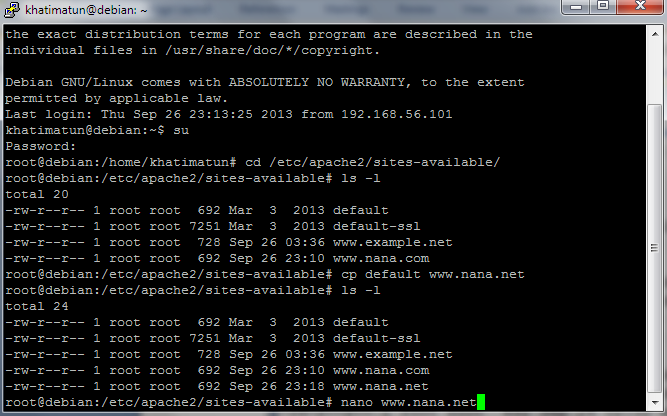 khatimatun@debian: ~
the exact distribution terms for each program are described in the
individual files in /usr/share/doc/*/copyright.
Debian GNU/Linux comes with ABSOLUTELY NO WARRANTY, to the extent
permitted by applicable law.
Last login: Thu Sep 26 23:13:25 2013 from 192.168.56.101
khatimatun@debian:~$ su
Password:
root@debian:/home/khatimatun# cd /etc/apache2/sites-available/
root@debian:/etc/apache2/sites-available# ls -l
total 20
-rw-r--r-- 1 root root  692 Mar  3  2013 default
-rw-r--r-- 1 root root 7251 Mar  3  2013 default-ssl
-rw-r--r-- 1 root root  728 Sep 26 03:36 www.example.net
-rw-r--r-- 1 root root  692 Sep 26 23:10 www.nana.com
root@debian:/etc/apache2/sites-available# cp default www.nana.net
root@debian:/etc/apache2/sites-available# ls -l
total 24
-rw-r--r-- 1 root root  692 Mar  3  2013 default
-rw-r--r-- 1 root root 7251 Mar  3  2013 default-ssl
-rw-r--r-- 1 root root  728 Sep 26 03:36 www.example.net
-rw-r--r-- 1 root root  692 Sep 26 23:10 www.nana.com
-rw-r--r-- 1 root root  692 Sep 26 23:18 www.nana.net
root@debian:/etc/apache2/sites-available# nano www.nana.net